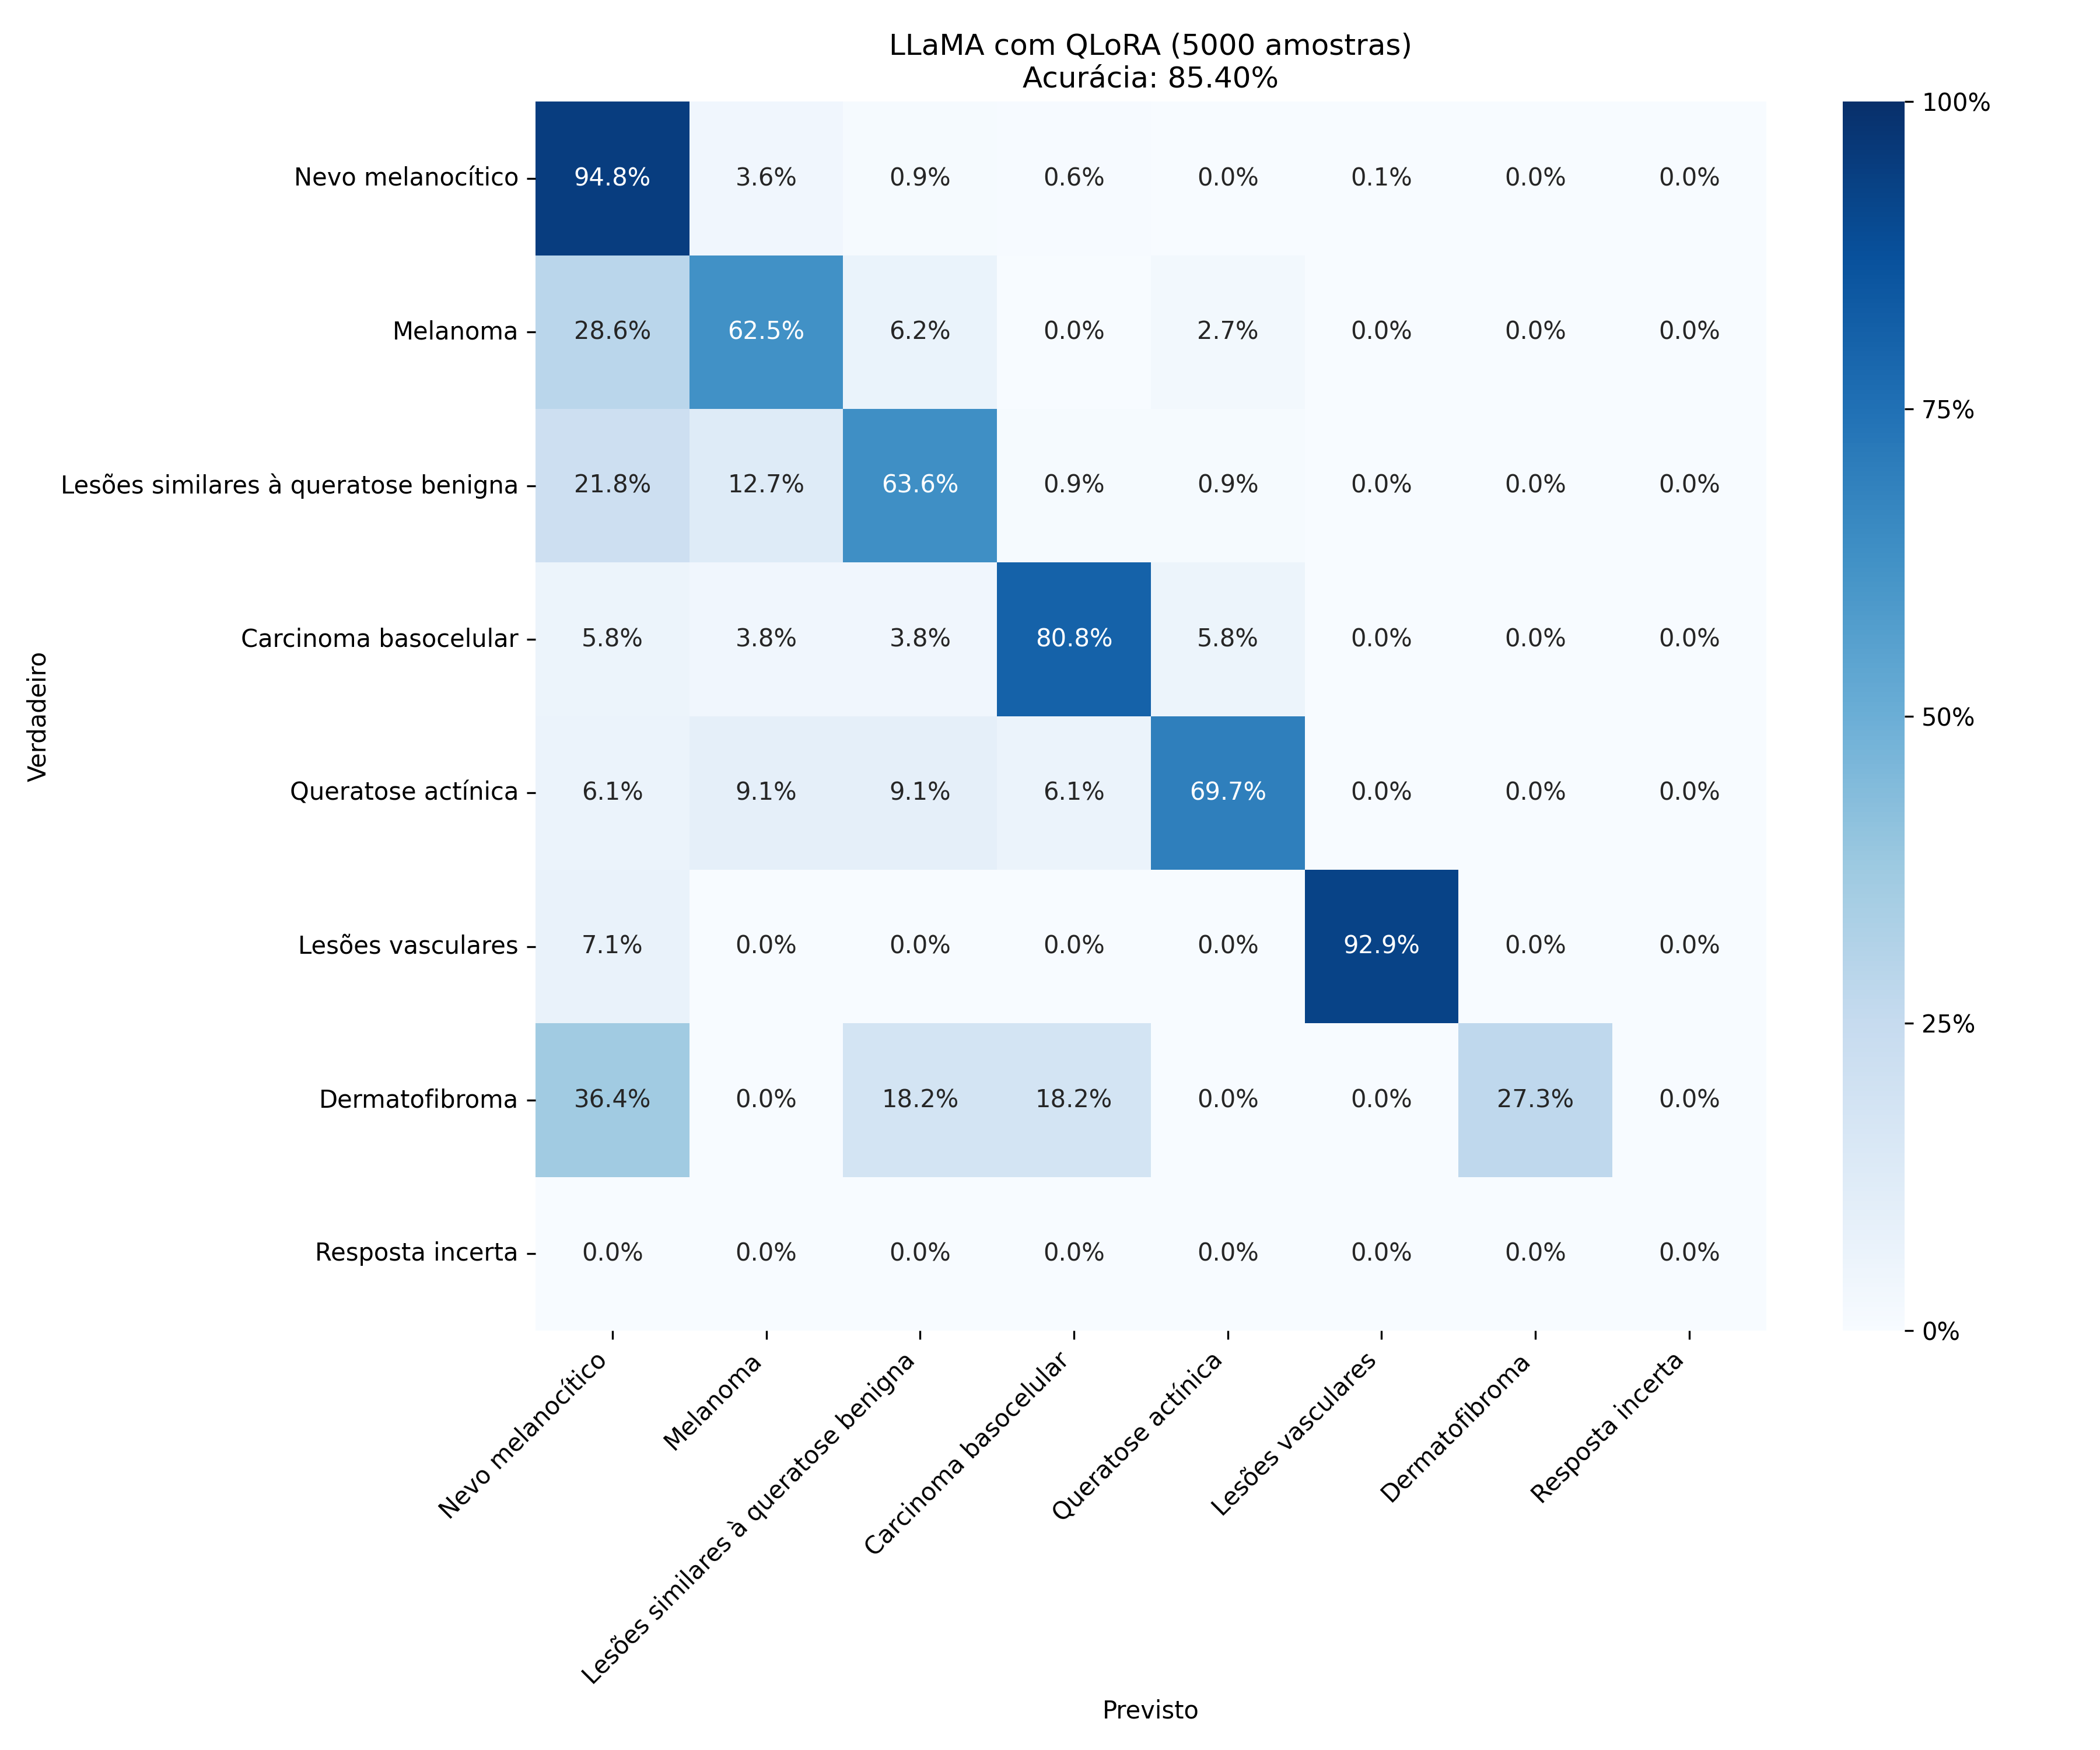 LLaMA com QLoRA (5000 amostras)
Acurácia: 85.40%
Nevo melanocítico 94.8% 3.6% 0.9% 0.6% 0.0% 0.1% 0.0% 0.0%
Melanoma 28.6% 62.5% 6.2% 0.0% 2.7% 0.0% 0.0% 0.0%
Lesões similares à queratose benigna 21.8% 12.7% 63.6% 0.9% 0.9% 0.0% 0.0% 0.0%
Carcinoma basocelular 5.8% 3.8% 3.8% 80.8% 5.8% 0.0% 0.0% 0.0%
Queratose actínica 6.1% 9.1% 9.1% 6.1% 69.7% 0.0% 0.0% 0.0%
Lesões vasculares 7.1% 0.0% 0.0% 0.0% 0.0% 92.9% 0.0% 0.0%
Dermatofibroma 36.4% 0.0% 18.2% 18.2% 0.0% 0.0% 27.3% 0.0%
Resposta incerta 0.0% 0.0% 0.0% 0.0% 0.0% 0.0% 0.0% 0.0%
Verdadeiro
Nevo melanocítico
Melanoma
Lesões similares à queratose benigna
Carcinoma basocelular
Queratose actínica
Lesões vasculares
Dermatofibroma
Resposta incerta
Previsto
100%
75%
50%
25%
0%